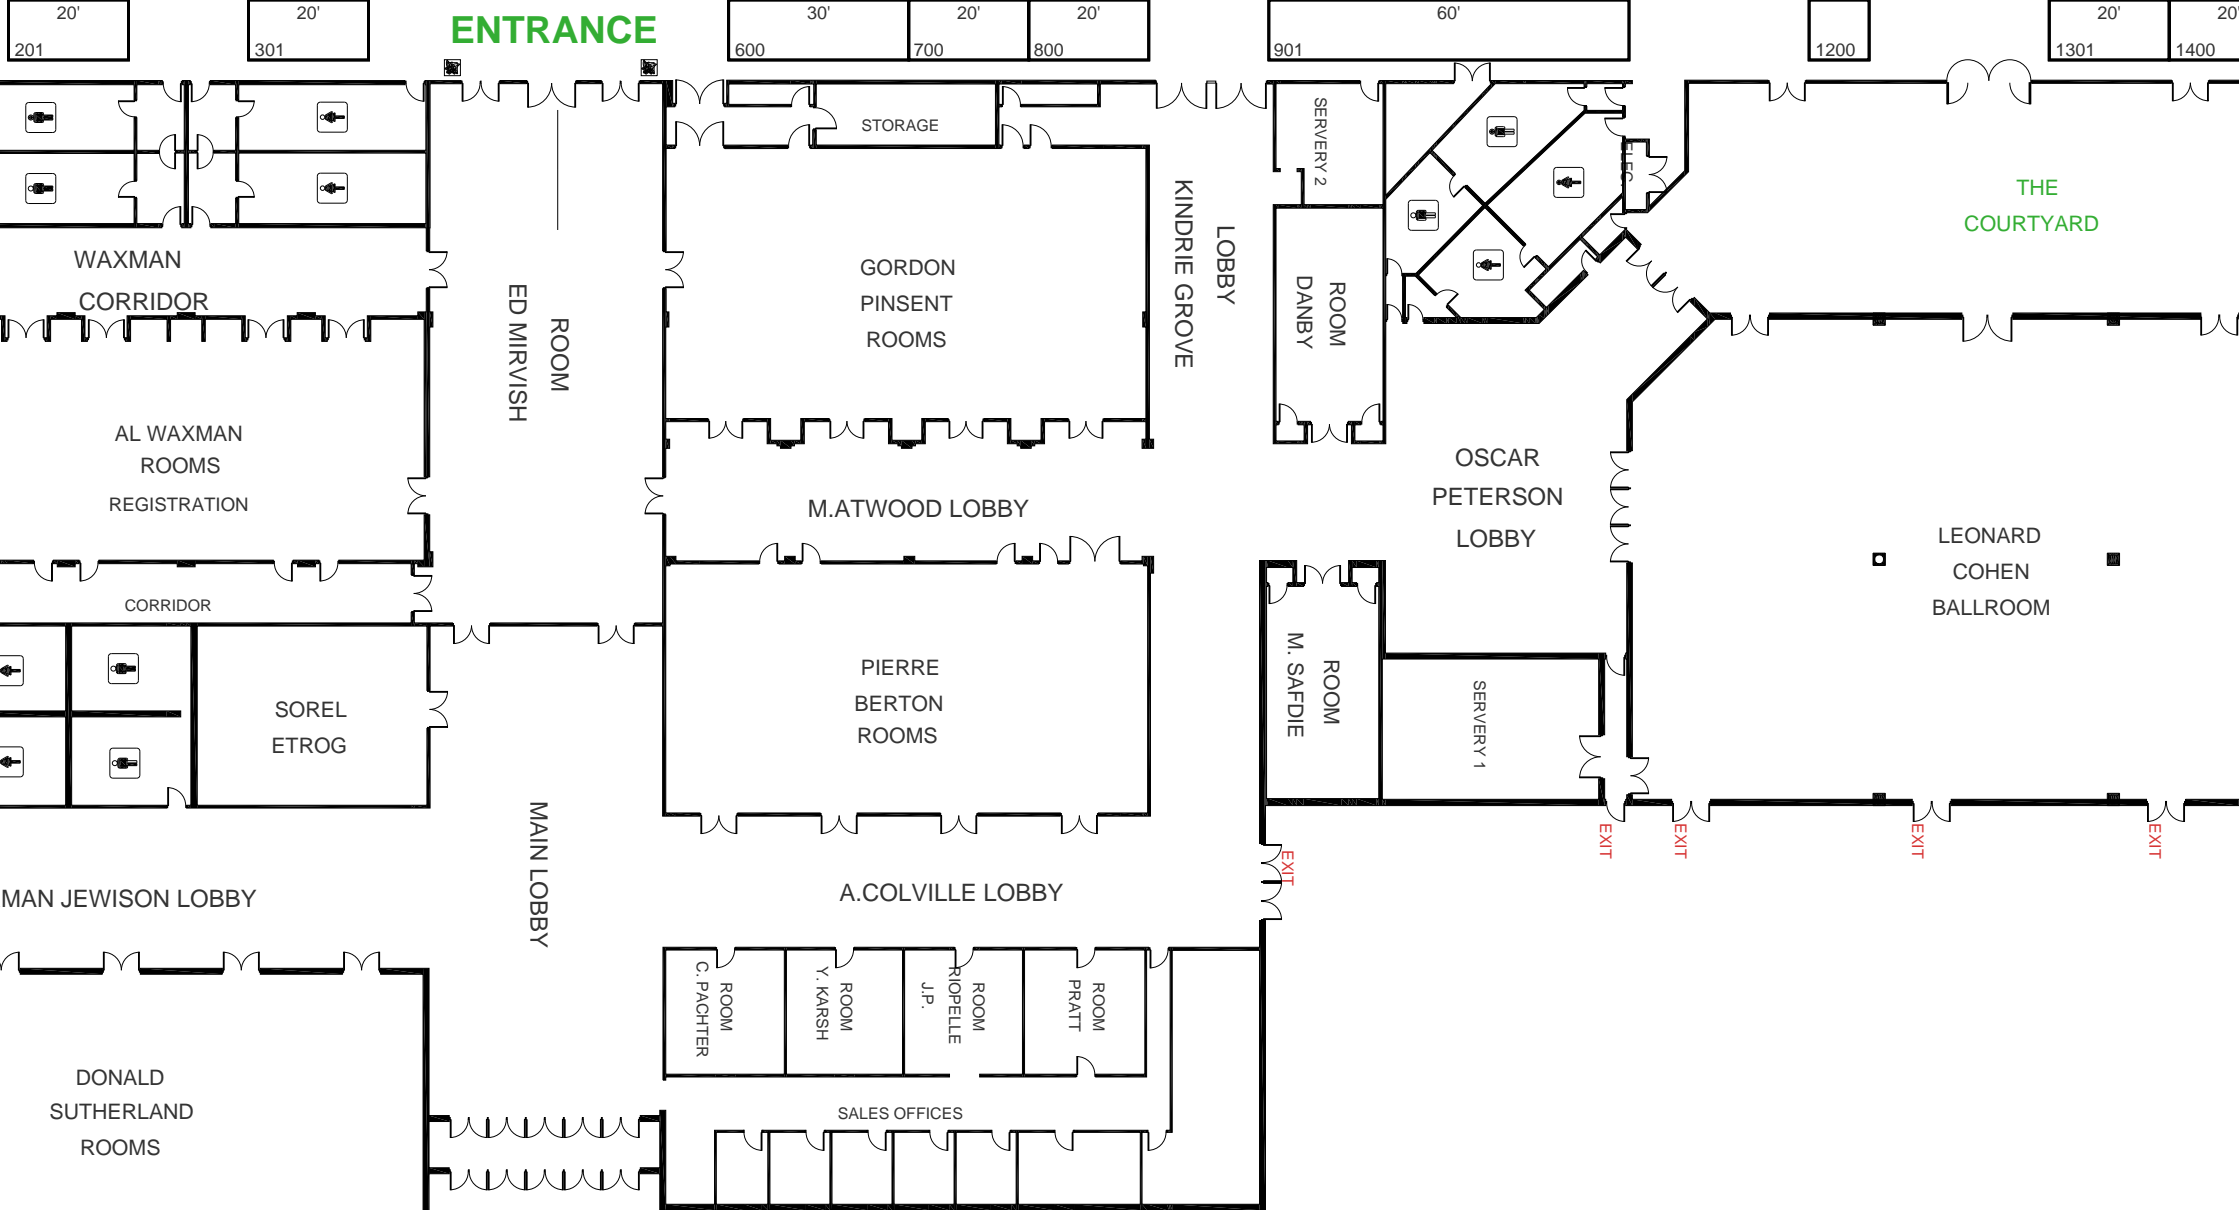 20'
20'
ENTRANCE
30'
20'
20'
60'
20'
20'
201
301
600
700
800
901
1200
1301
1400
STORAGE
SERVERY 2
ELEC.
THE
COURTYARD
WAXMAN
CORRIDOR
ED MIRVISH
ROOM
GORDON
PINSENT
ROOMS
KINDRIE GROVE
LOBBY
DANBY
ROOM
AL WAXMAN
ROOMS
REGISTRATION
M.ATWOOD LOBBY
OSCAR
PETERSON
LOBBY
LEONARD
COHEN
BALLROOM
CORRIDOR
SOREL
ETROG
PIERRE
BERTON
ROOMS
M. SAFDIE
ROOM
SERVERY 1
MAIN LOBBY
EXIT
EXIT
EXIT
EXIT
EXIT
MAN JEWISON LOBBY
A.COLVILLE LOBBY
C. PACHTER
ROOM
Y. KARSH
ROOM
J.P.
RIOPELLE
ROOM
PRATT
ROOM
DONALD
SUTHERLAND
ROOMS
SALES OFFICES